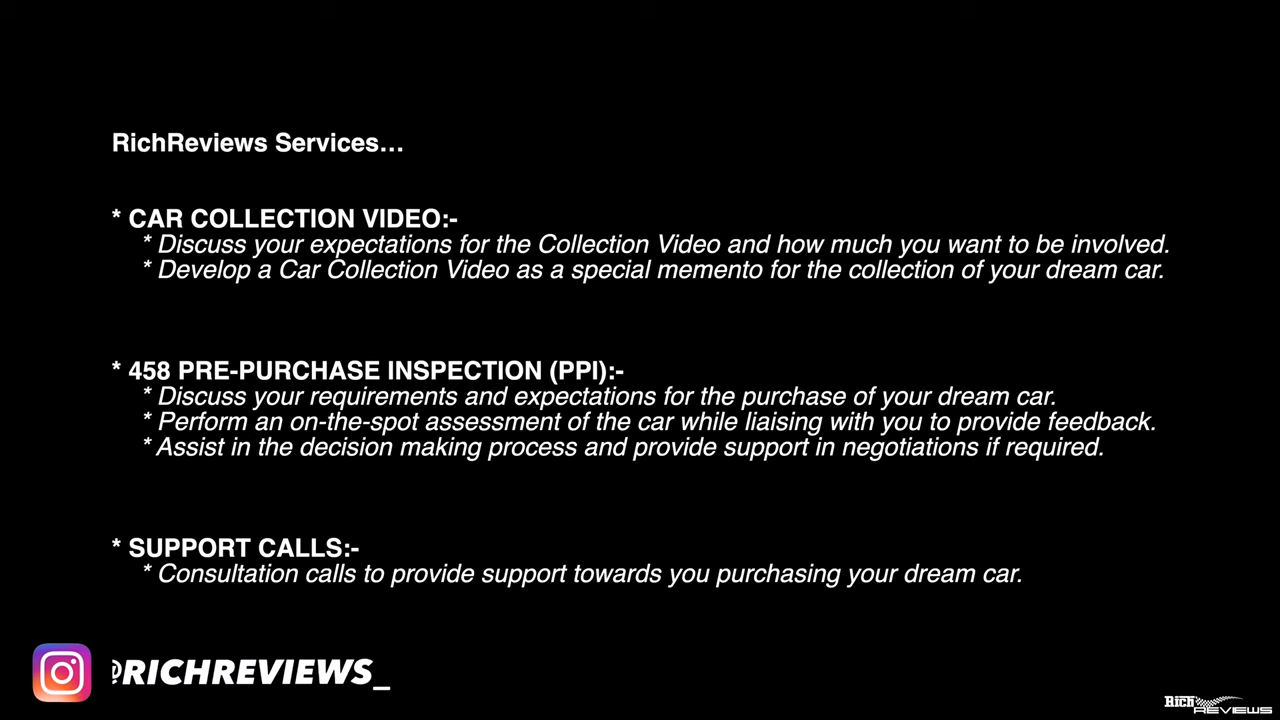 RichReviews Services…
* CAR COLLECTION VIDEO:-
* Discuss your expectations for the Collection Video and how much you want to be involved.
* Develop a Car Collection Video as a special memento for the collection of your dream car.
* 458 PRE-PURCHASE INSPECTION (PPI):-
* Discuss your requirements and expectations for the purchase of your dream car.
* Perform an on-the-spot assessment of the car while liaising with you to provide feedback.
* Assist in the decision making process and provide support in negotiations if required.
* SUPPORT CALLS:-
* Consultation calls to provide support towards you purchasing your dream car.
@RICHREVIEWS_
Rich
REVIEWS